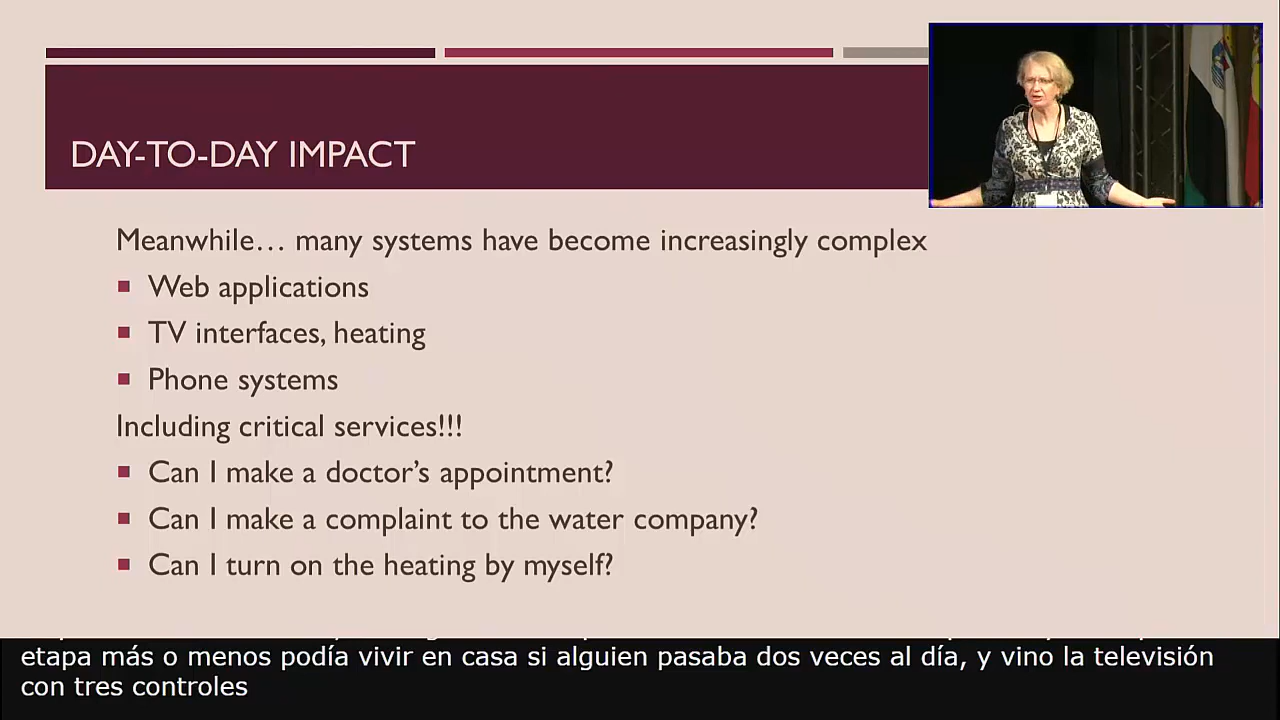 DAY-TO-DAY IMPACT
Meanwhile… many systems have become increasingly complex
Web applications
TV interfaces, heating
Phone systems
Including critical services!!!
Can I make a doctor’s appointment?
Can I make a complaint to the water company?
Can I turn on the heating by myself?
etapa más o menos podía vivir en casa si alguien pasaba dos veces al día, y vino la televisión
con tres controles